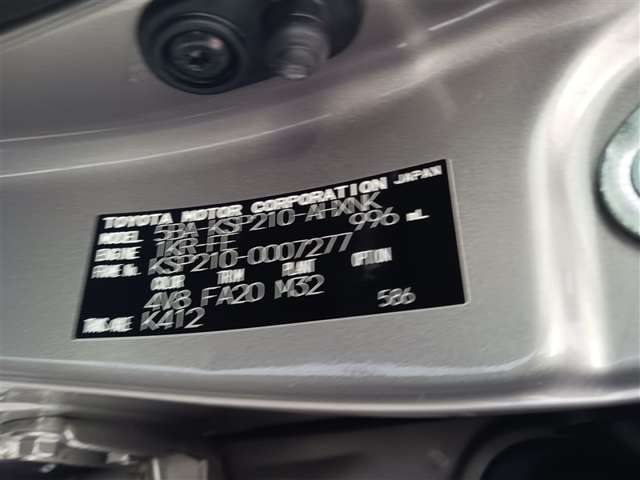 TOYOTA MOTOR CORPORATION JAPAN
MODEL 5BA-KSP210-AHXNK
ENGINE 1KR-FE 996 mL
FRAME No. KSP210-0007277
COLOR TRIM PLANT OPTION
4V8 FA20 M32
TRANS/AXLE K412 586